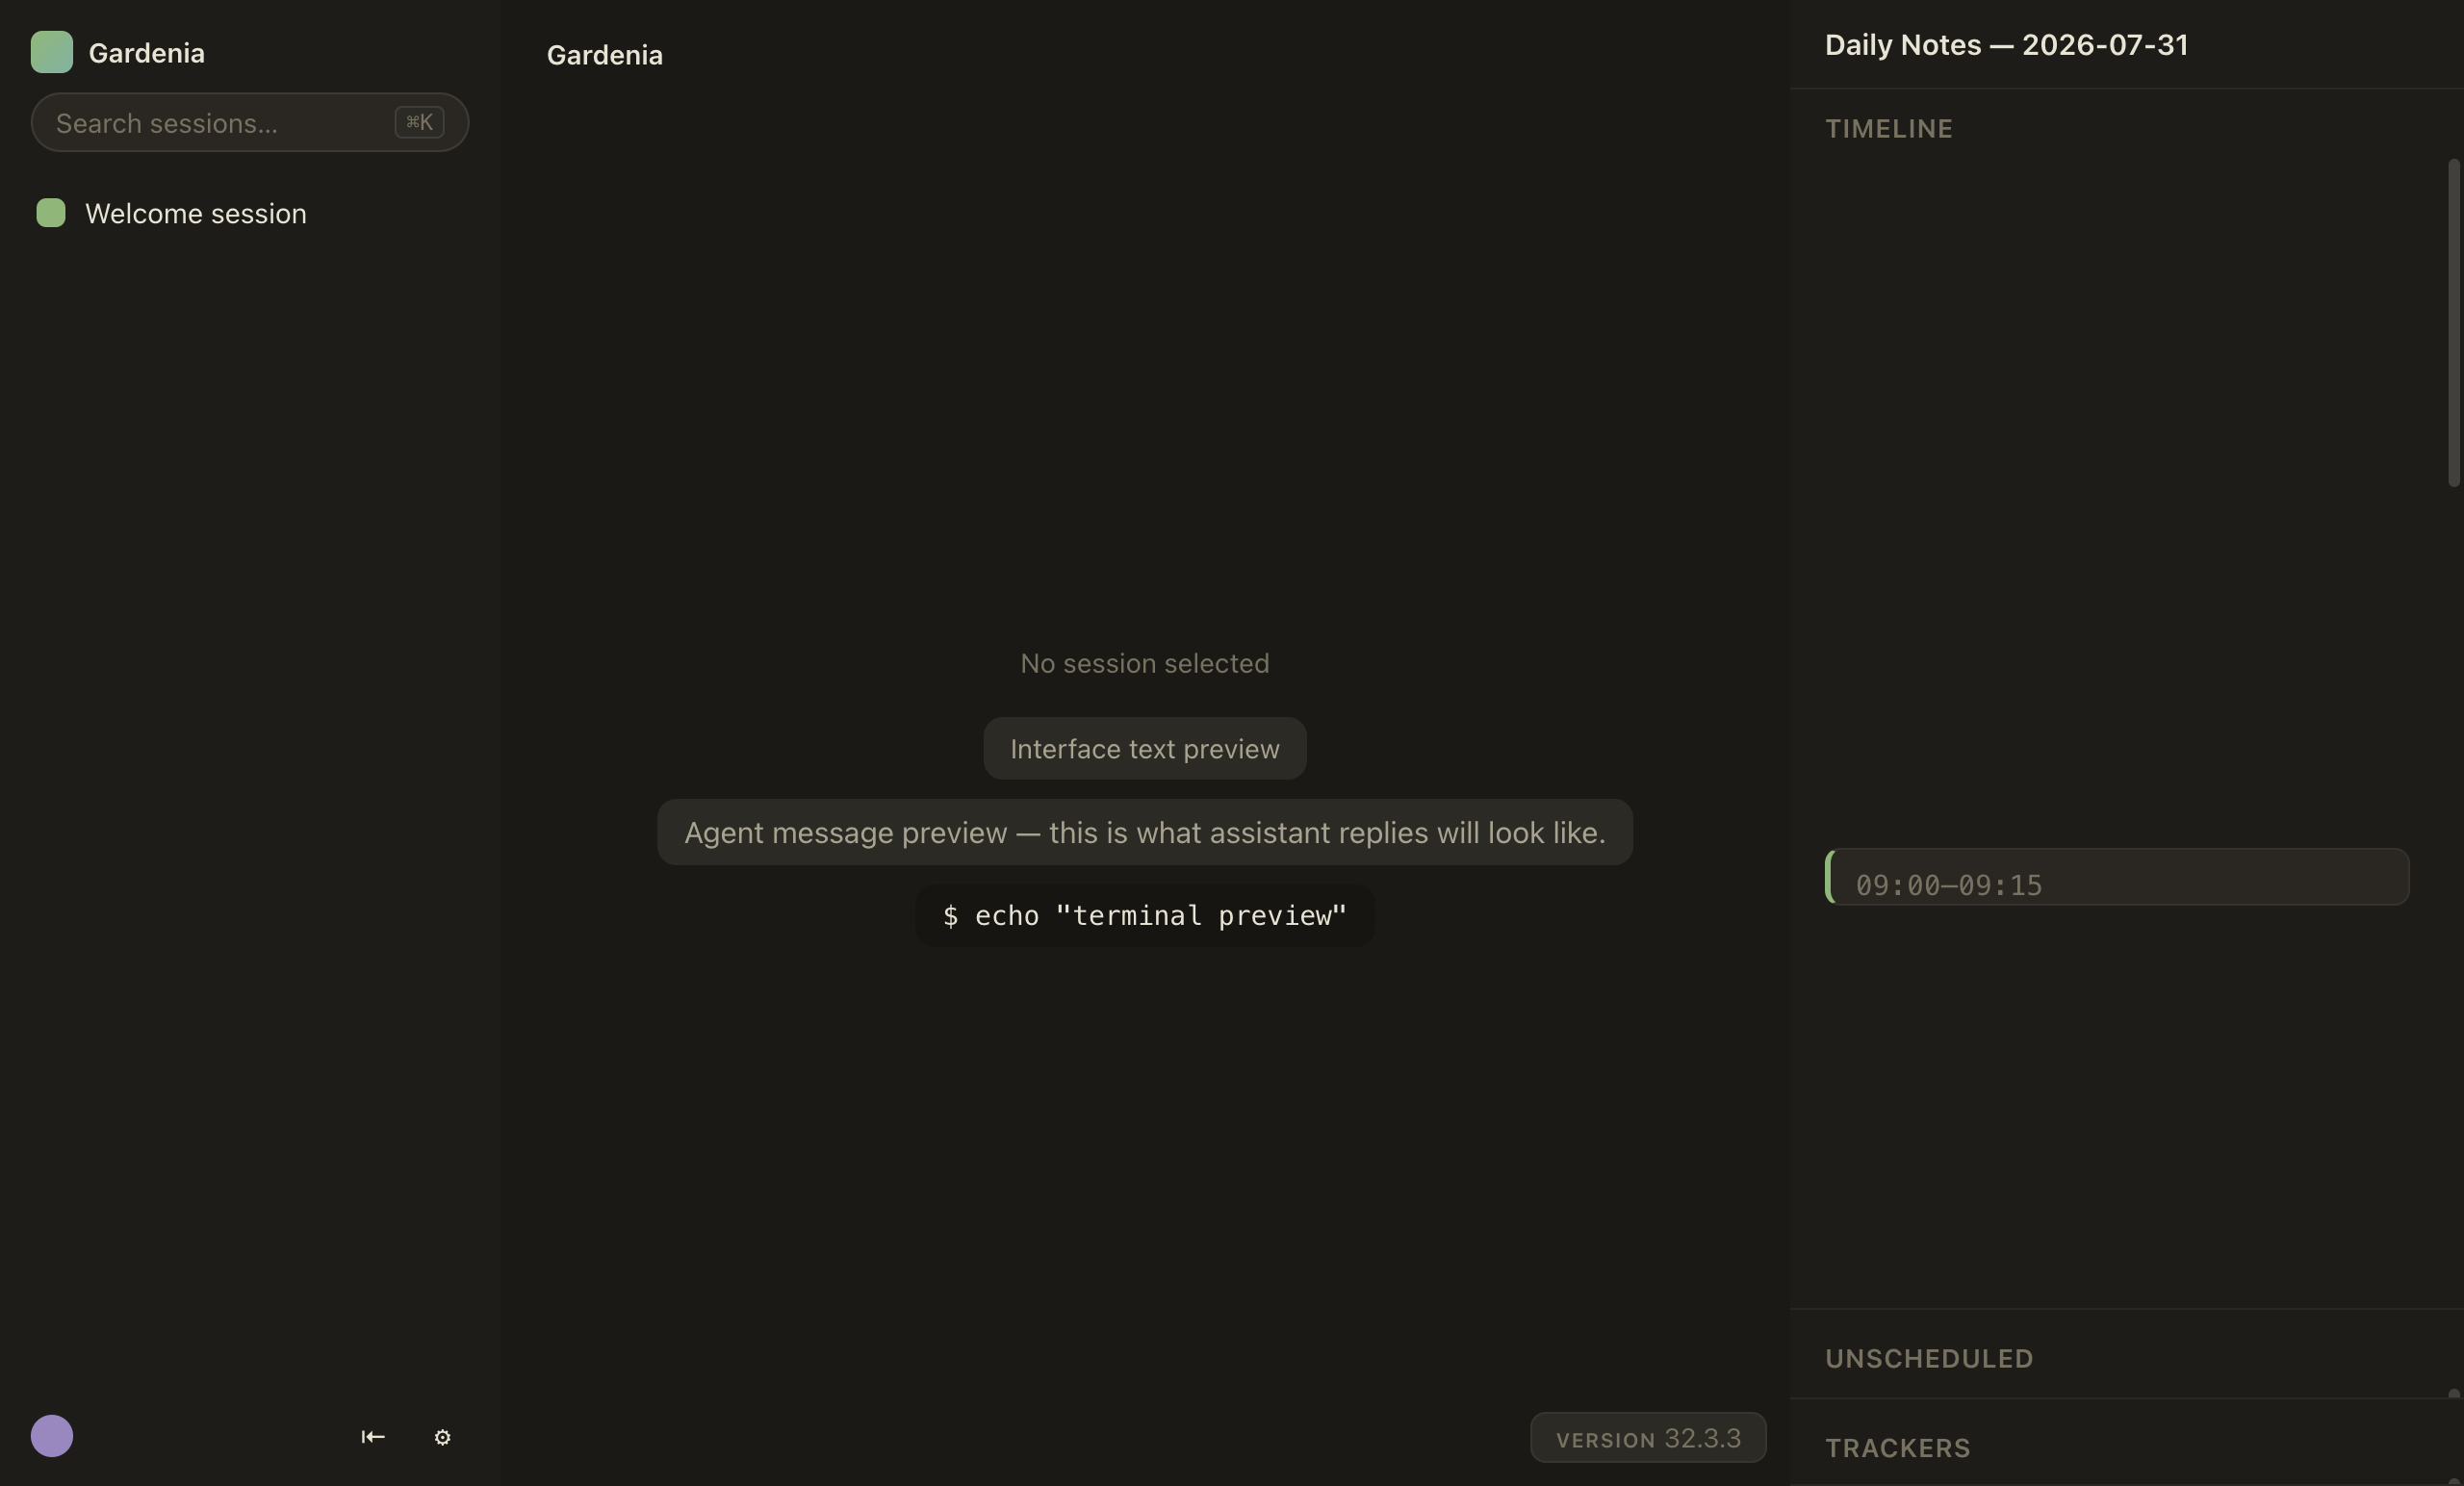 Gardenia
Search sessions...
⌘K
Welcome session
Gardenia
No session selected
Interface text preview
Agent message preview — this is what assistant replies will look like.
$ echo "terminal preview"
VERSION 32.3.3
Daily Notes — 2026-07-31
TIMELINE
09:00–09:15
UNSCHEDULED
TRACKERS